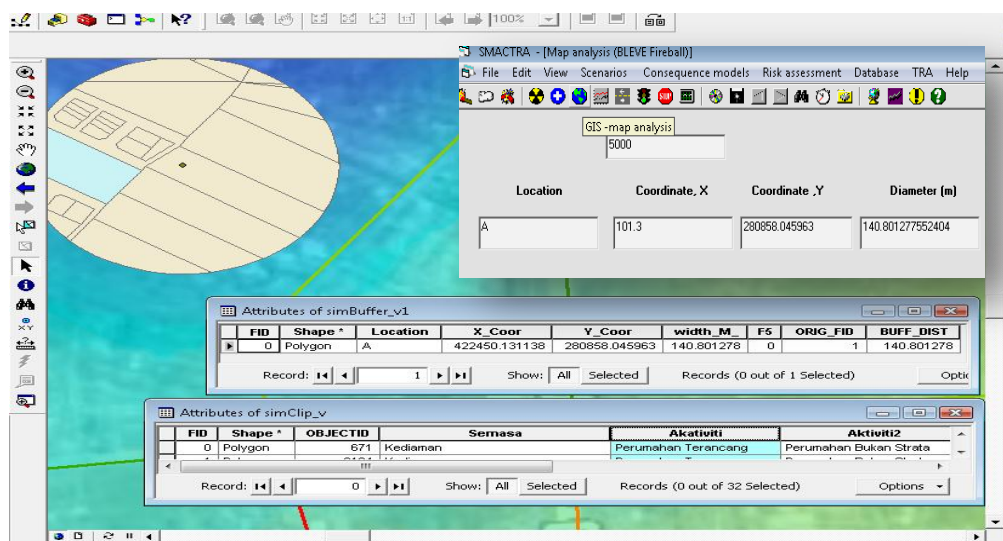 100%
SMACTRA - [Map analysis (BLEVE Fireball)]
File Edit View Scenarios Consequence models Risk assessment Database TRA Help
STOP
GIS -map analysis
5000
Location Coordinate, X Coordinate ,Y Diameter (m)
A 101.3 280858.045963 140.801277552404
Attributes of simBuffer_v1
FID Shape * Location X_Coor Y_Coor width_M_ F5 ORIG_FID BUFF_DIST
0 Polygon A 422450.131138 280858.045963 140.801278 0 1 140.801278
Record: 1 Show: All Selected Records (0 out of 1 Selected) Optic
Attributes of simClip_v
FID Shape * OBJECTID Semasa Akativiti Aktiviti2
0 Polygon 671 Kediaman Perumahan Terancang Perumahan Bukan Strata
Record: 0 Show: All Selected Records (0 out of 32 Selected) Options